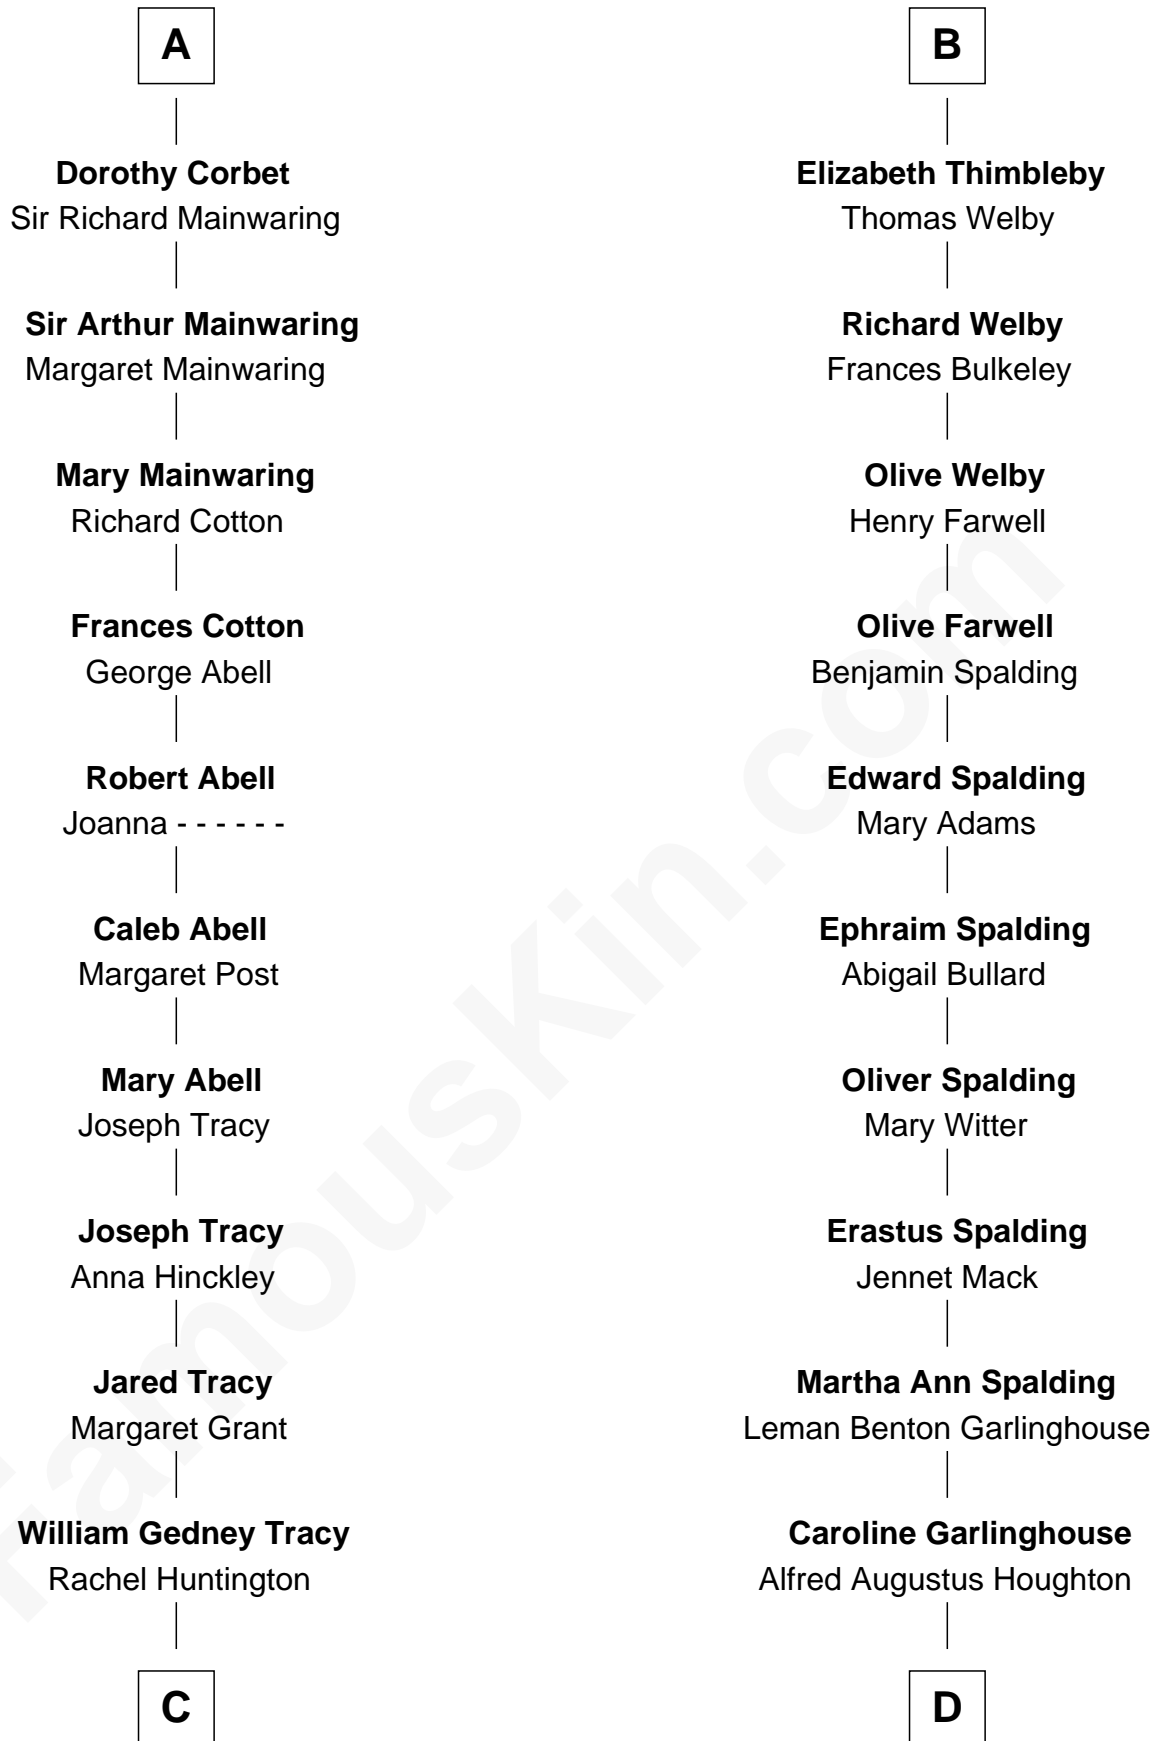 A
Dorothy Corbet
Sir Richard Mainwaring
Sir Arthur Mainwaring
Margaret Mainwaring
Mary Mainwaring
Richard Cotton
Frances Cotton
George Abell
Robert Abell
Joanna - - - - - -
Caleb Abell
Margaret Post
Mary Abell
Joseph Tracy
Joseph Tracy
Anna Hinckley
Jared Tracy
Margaret Grant
William Gedney Tracy
Rachel Huntington
C
B
Elizabeth Thimbleby
Thomas Welby
Richard Welby
Frances Bulkeley
Olive Welby
Henry Farwell
Olive Farwell
Benjamin Spalding
Edward Spalding
Mary Adams
Ephraim Spalding
Abigail Bullard
Oliver Spalding
Mary Witter
Erastus Spalding
Jennet Mack
Martha Ann Spalding
Leman Benton Garlinghouse
Caroline Garlinghouse
Alfred Augustus Houghton
D
FamousKin.com